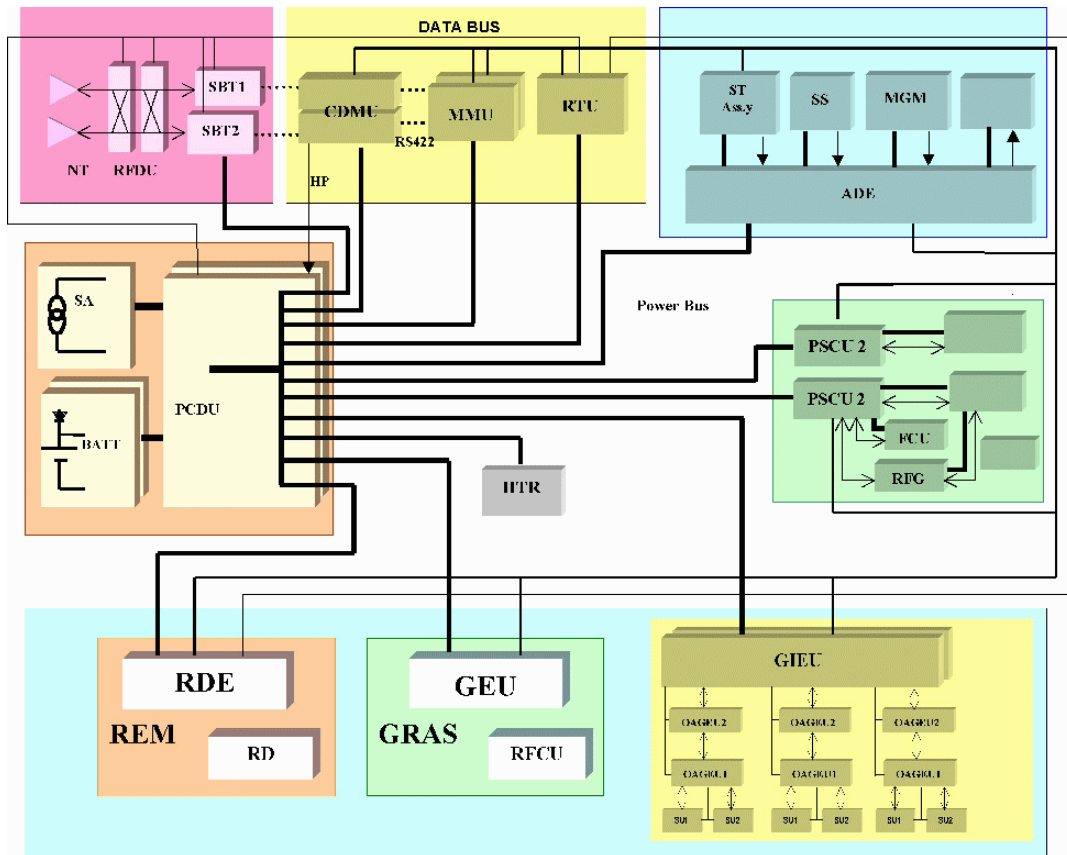 DATA BUS
SBT1
SBT2
NT
RFDU
CDMU
MMU
RS422
RTU
HP
ST
Ass.y
SS
MGM
ADE
SA
BATT
PCDU
Power Bus
PSCU 2
PSCU 2
FCU
RFG
HTR
RDE
REM
RD
GEU
GRAS
RFCU
GIEU
OAGEU2
OAGEU2
OAGEU2
OAGEU1
OAGEU1
OAGEU1
SU1
SU2
SU1
SU2
SU1
SU2